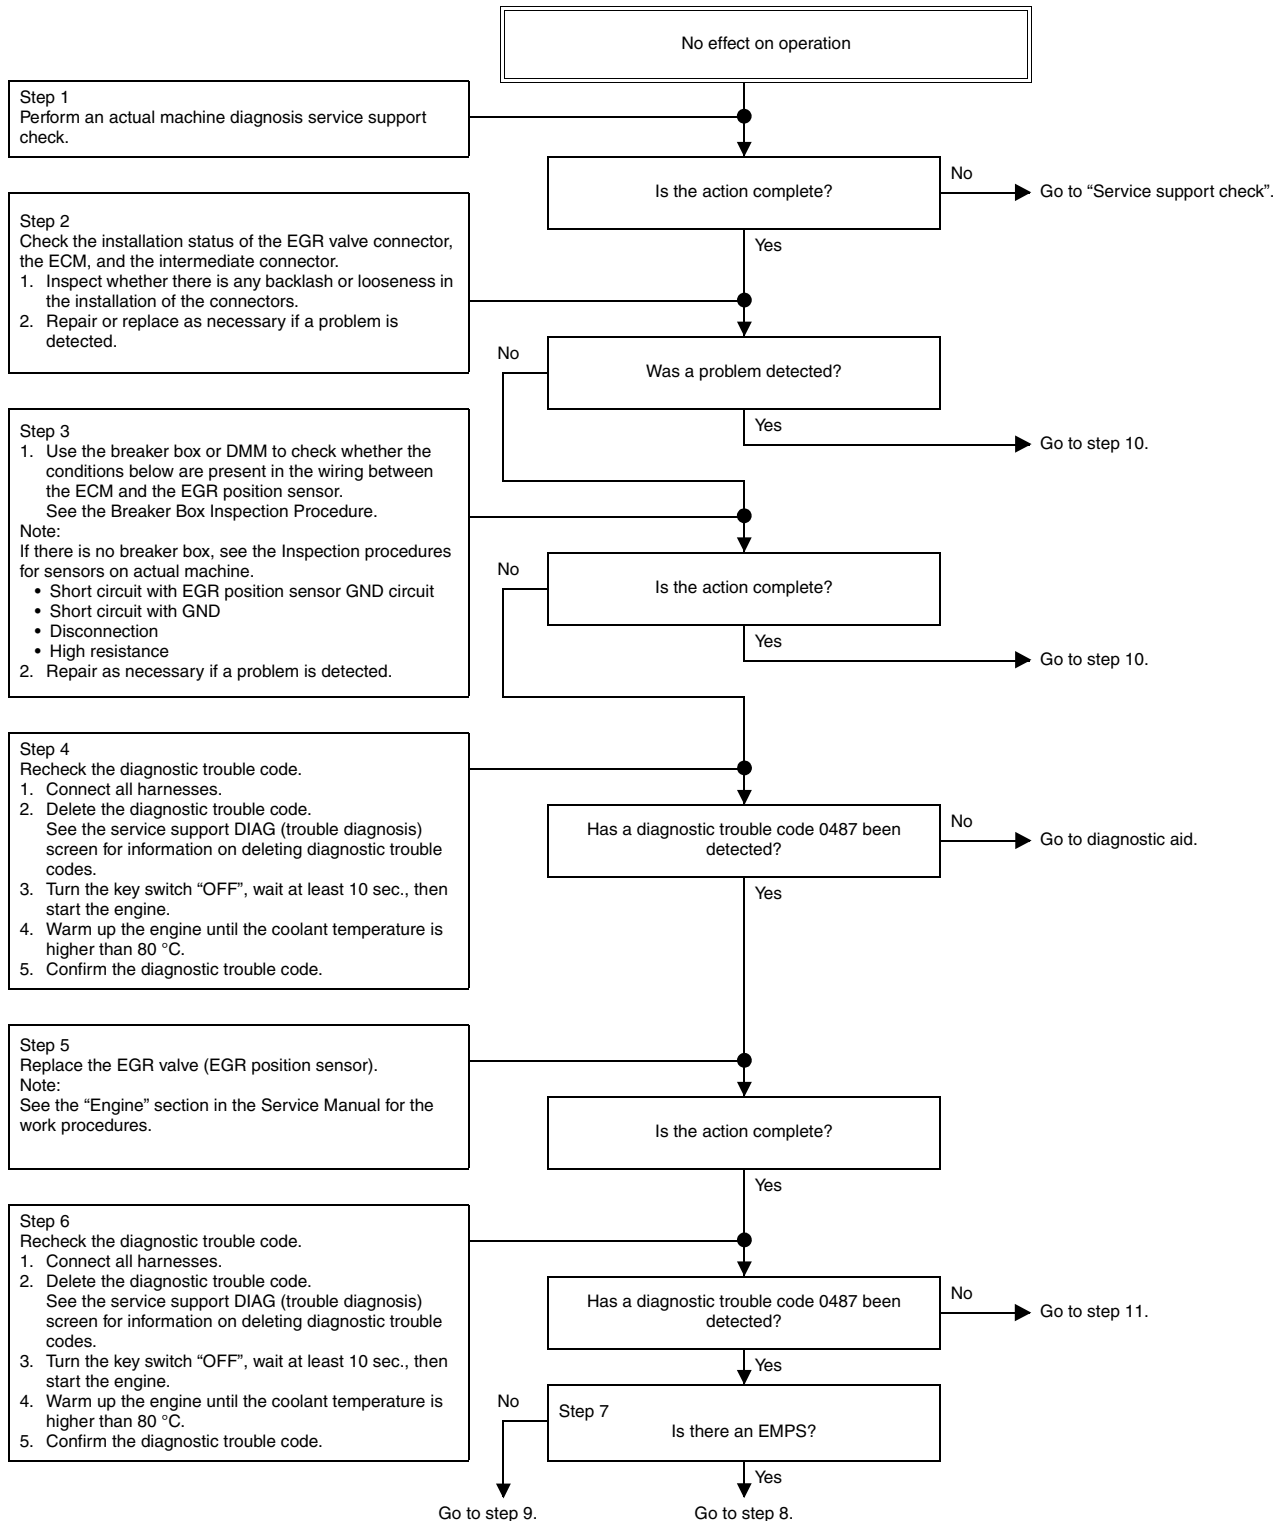 No effect on operation
Step 1
Perform an actual machine diagnosis service support
check.
Is the action complete?
No
Go to “Service support check”.
Yes
Step 2
Check the installation status of the EGR valve connector,
the ECM, and the intermediate connector.
1. Inspect whether there is any backlash or looseness in
the installation of the connectors.
2. Repair or replace as necessary if a problem is
detected.
No
Was a problem detected?
Yes
Go to step 10.
Step 3
1. Use the breaker box or DMM to check whether the
conditions below are present in the wiring between
the ECM and the EGR position sensor.
See the Breaker Box Inspection Procedure.
Note:
If there is no breaker box, see the Inspection procedures
for sensors on actual machine.
• Short circuit with EGR position sensor GND circuit
• Short circuit with GND
• Disconnection
• High resistance
2. Repair as necessary if a problem is detected.
No
Is the action complete?
Yes
Go to step 10.
Step 4
Recheck the diagnostic trouble code.
1. Connect all harnesses.
2. Delete the diagnostic trouble code.
See the service support DIAG (trouble diagnosis)
screen for information on deleting diagnostic trouble
codes.
3. Turn the key switch “OFF”, wait at least 10 sec., then
start the engine.
4. Warm up the engine until the coolant temperature is
higher than 80 °C.
5. Confirm the diagnostic trouble code.
Has a diagnostic trouble code 0487 been
detected?
No
Go to diagnostic aid.
Yes
Step 5
Replace the EGR valve (EGR position sensor).
Note:
See the “Engine” section in the Service Manual for the
work procedures.
Is the action complete?
Yes
Step 6
Recheck the diagnostic trouble code.
1. Connect all harnesses.
2. Delete the diagnostic trouble code.
See the service support DIAG (trouble diagnosis)
screen for information on deleting diagnostic trouble
codes.
3. Turn the key switch “OFF”, wait at least 10 sec., then
start the engine.
4. Warm up the engine until the coolant temperature is
higher than 80 °C.
5. Confirm the diagnostic trouble code.
Has a diagnostic trouble code 0487 been
detected?
No
Go to step 11.
Yes
No
Step 7
Is there an EMPS?
Yes
Go to step 9.
Go to step 8.